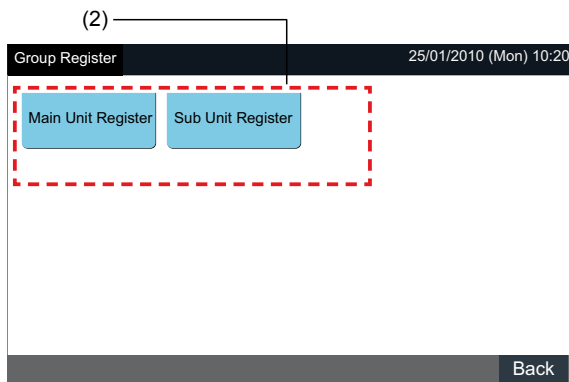 (2)
Group Register 25/01/2010 (Mon) 10:20
Main Unit Register Sub Unit Register
Back